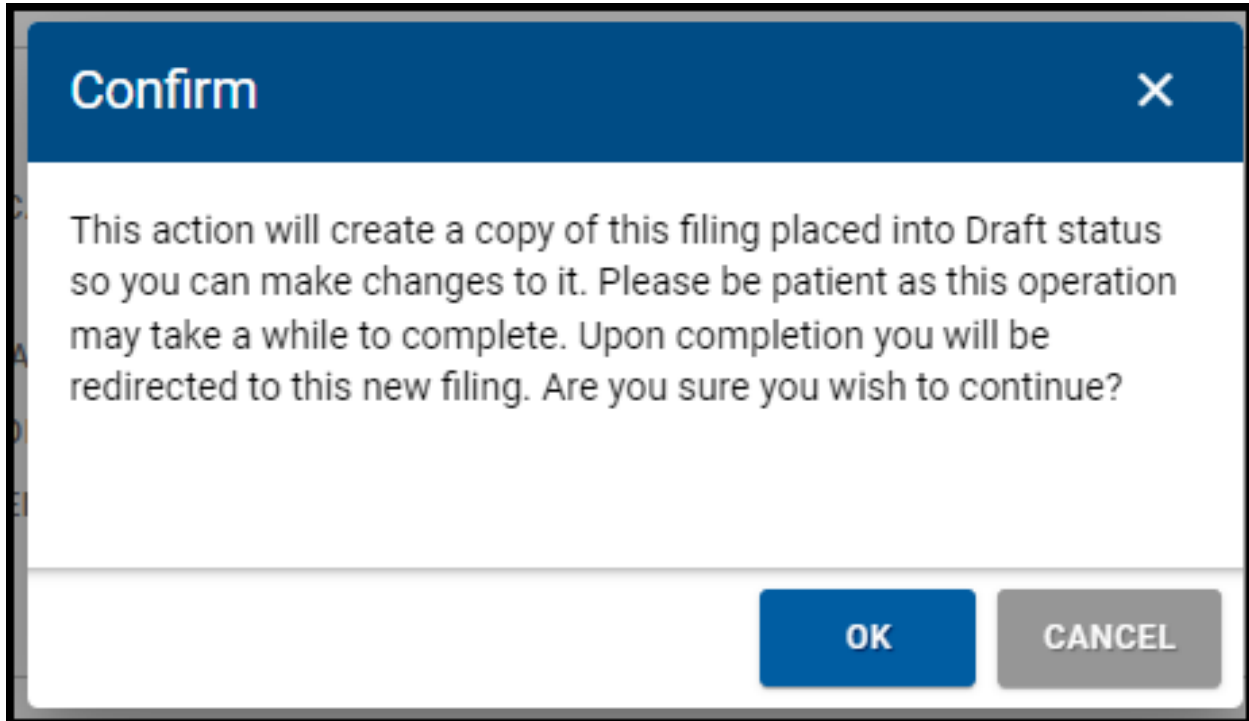 Confirm
This action will create a copy of this filing placed into Draft status
so you can make changes to it. Please be patient as this operation
may take a while to complete. Upon completion you will be
redirected to this new filing. Are you sure you wish to continue?
OK
CANCEL